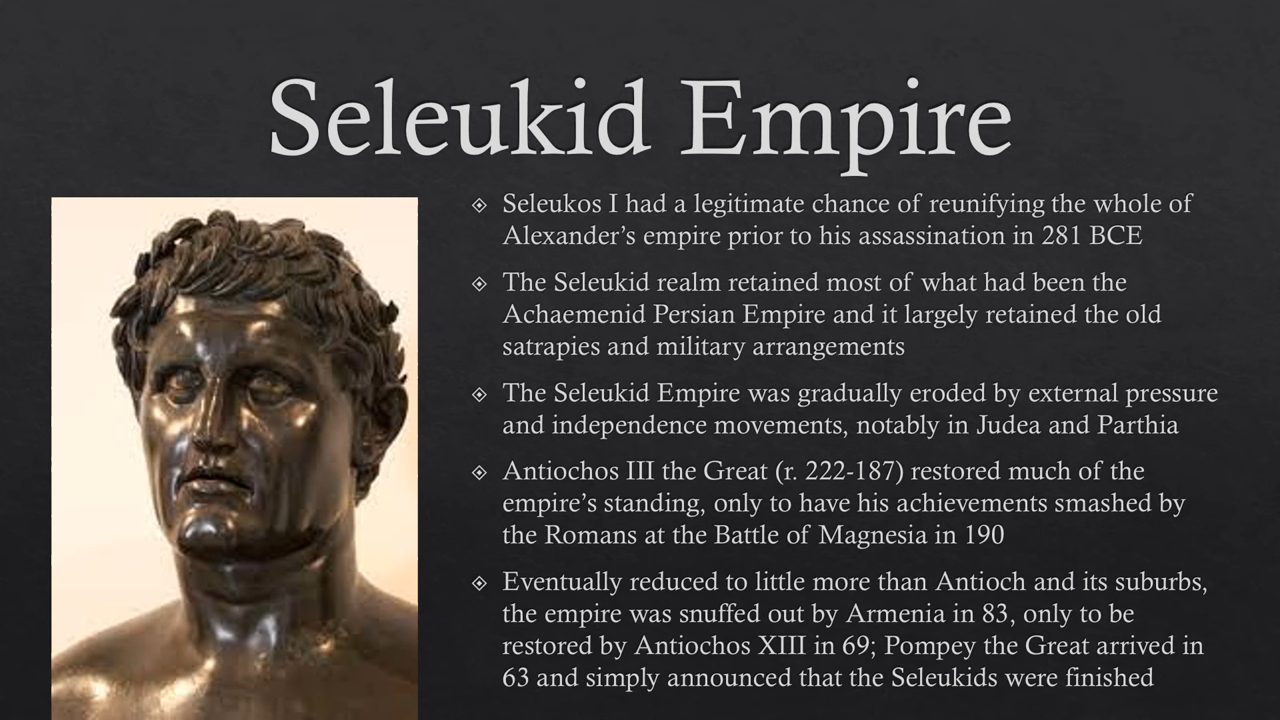 Seleukid Empire
Seleukos I had a legitimate chance of reunifying the whole of
Alexander’s empire prior to his assassination in 281 BCE
The Seleukid realm retained most of what had been the
Achaemenid Persian Empire and it largely retained the old
satrapies and military arrangements
The Seleukid Empire was gradually eroded by external pressure
and independence movements, notably in Judea and Parthia
Antiochos III the Great (r. 222-187) restored much of the
empire’s standing, only to have his achievements smashed by
the Romans at the Battle of Magnesia in 190
Eventually reduced to little more than Antioch and its suburbs,
the empire was snuffed out by Armenia in 83, only to be
restored by Antiochos XIII in 69; Pompey the Great arrived in
63 and simply announced that the Seleukids were finished